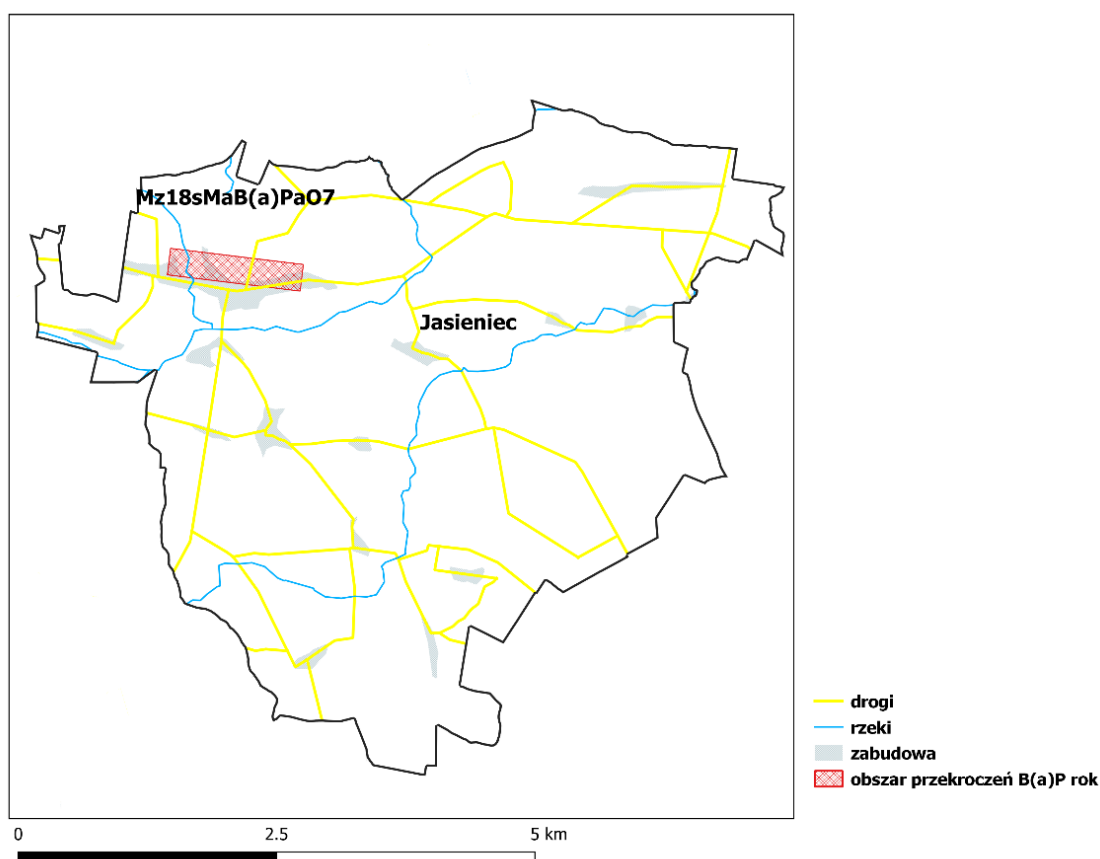 Mz18sMaB(a)PaO7
Jasieniec
drogi
rzeki
zabudowa
obszar przekroczeń B(a)P rok
0 2.5 5 km